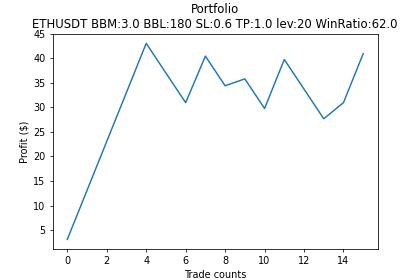 Portfolio
ETHUSDT BBM:3.0 BBL:180 SL:0.6 TP:1.0 lev:20 WinRatio:62.0
45
40
35
30
25
20
15
10
5
Profit ($)
0 2 4 6 8 10 12 14
Trade counts